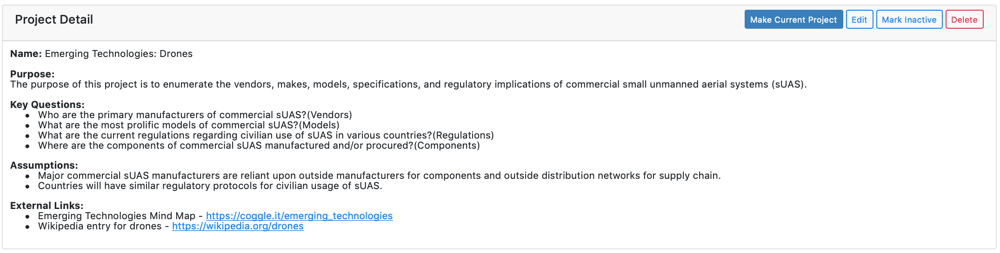 Project Detail
Make Current Project
Edit
Mark Inactive
Delete
Name: Emerging Technologies: Drones
Purpose:
The purpose of this project is to enumerate the vendors, makes, models, specifications, and regulatory implications of commercial small unmanned aerial systems (sUAS).
Key Questions:
• Who are the primary manufacturers of commercial sUAS?(Vendors)
• What are the most prolific models of commercial sUAS?(Models)
• What are the current regulations regarding civilian use of sUAS in various countries?(Regulations)
• Where are the components of commercial sUAS manufactured and/or procured?(Components)
Assumptions:
• Major commercial sUAS manufacturers are reliant upon outside manufacturers for components and outside distribution networks for supply chain.
• Countries will have similar regulatory protocols for civilian usage of sUAS.
External Links:
• Emerging Technologies Mind Map - https://coggle.it/emerging_technologies
• Wikipedia entry for drones - https://wikipedia.org/drones